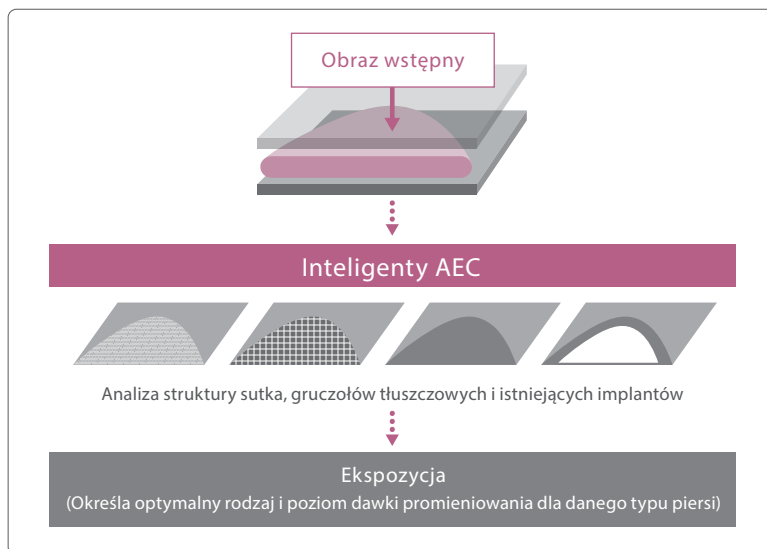 Obraz wstępny
Inteligenty AEC
Analiza struktury sutka, gruczołów tłuszczowych i istniejących implantów
Ekspozycja
(Określa optymalny rodzaj i poziom dawki promieniowania dla danego typu piersi)